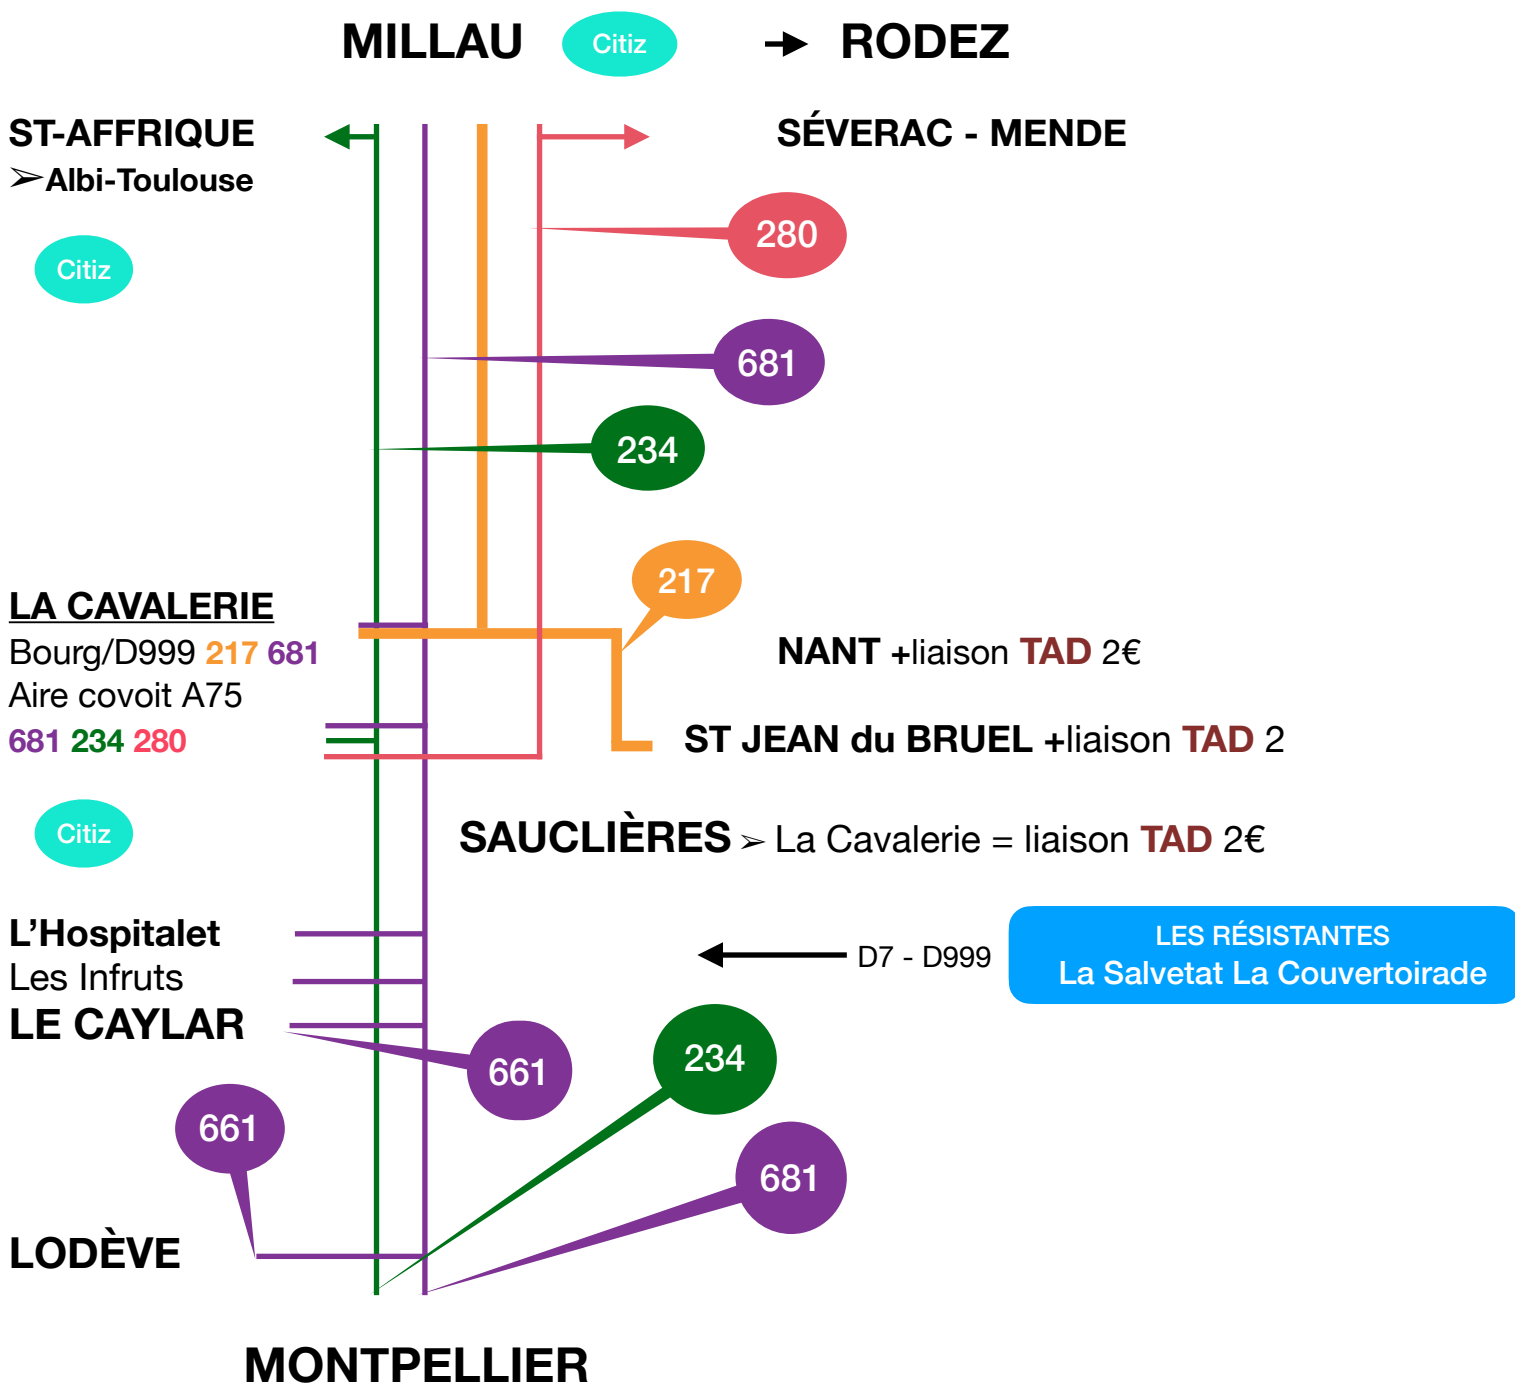 MILLAU Citiz RODEZ
ST-AFFRIQUE SÉVERAC - MENDE
➢Albi-Toulouse
280
Citiz
681
234
217
LA CAVALERIE
Bourg/D999 217 681
NANT +liaison TAD 2€
Aire covoit A75
681 234 280
ST JEAN du BRUEL +liaison TAD 2
Citiz
SAUCLIÈRES ➢ La Cavalerie = liaison TAD 2€
L’Hospitalet
LES RÉSISTANTES
D7 - D999
La Salvetat La Couvertoirade
Les Infruts
LE CAYLAR
234
661
661
681
LODÈVE
MONTPELLIER